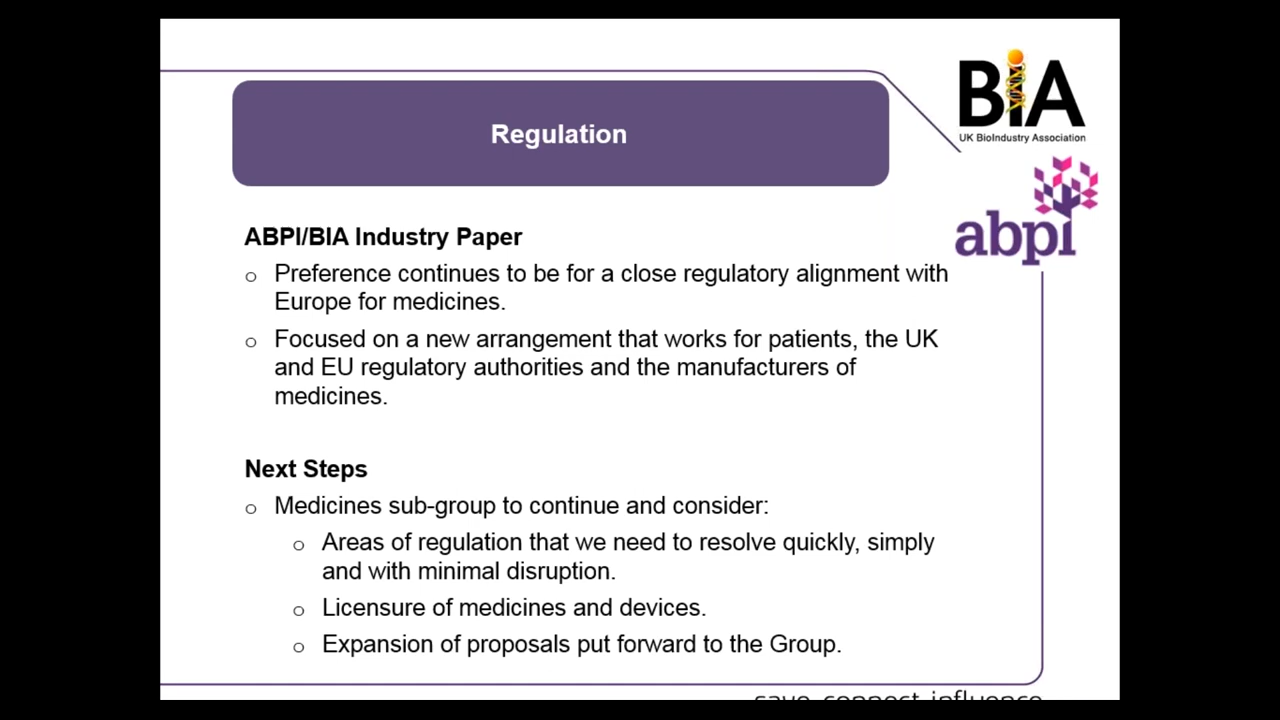 BiA
UK BioIndustry Association
Regulation
abpi
ABPI/BIA Industry Paper
o Preference continues to be for a close regulatory alignment with
Europe for medicines.
o Focused on a new arrangement that works for patients, the UK
and EU regulatory authorities and the manufacturers of
medicines.
Next Steps
o Medicines sub-group to continue and consider:
o Areas of regulation that we need to resolve quickly, simply
and with minimal disruption.
o Licensure of medicines and devices.
o Expansion of proposals put forward to the Group.
save connect influence